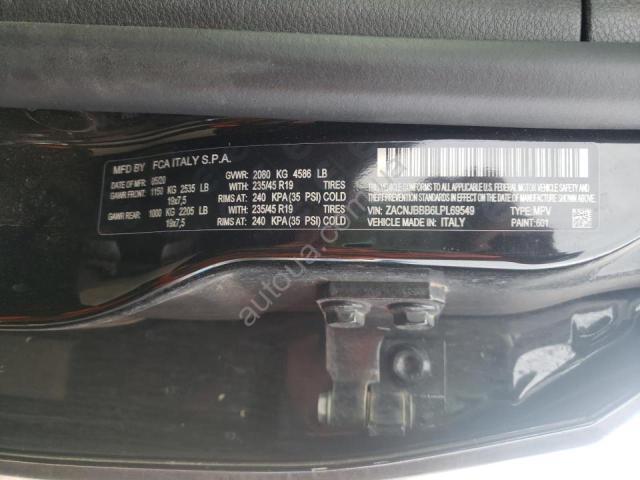 MFD BY FCA ITALY S.P.A.
DATE OF MFD: 05/20 GVWR: 2080 KG 4586 LB
GAWR FRONT: 1150 KG 2535 LB WITH: 235/45 R19 TIRES
19x7,5 RIMS AT: 240 KPA (35 PSI) COLD
GAWR REAR: 1000 KG 2205 LB WITH: 235/45 R19 TIRES
19x7,5 RIMS AT: 240 KPA (35 PSI) COLD
THIS VEHICLE CONFORMS TO ALL APPLICABLE U.S.A. FEDERAL MOTOR VEHICLE SAFETY, BUMPER AND
THEFT PREVENTION STANDARDS IN EFFECT ON THE DATE OF MANUFACTURE SHOWN ABOVE.
VIN: ZACNJBBB6LPL69549 TYPE: MPV
VEHICLE MADE IN: ITALY PAINT: 601
autoua.com